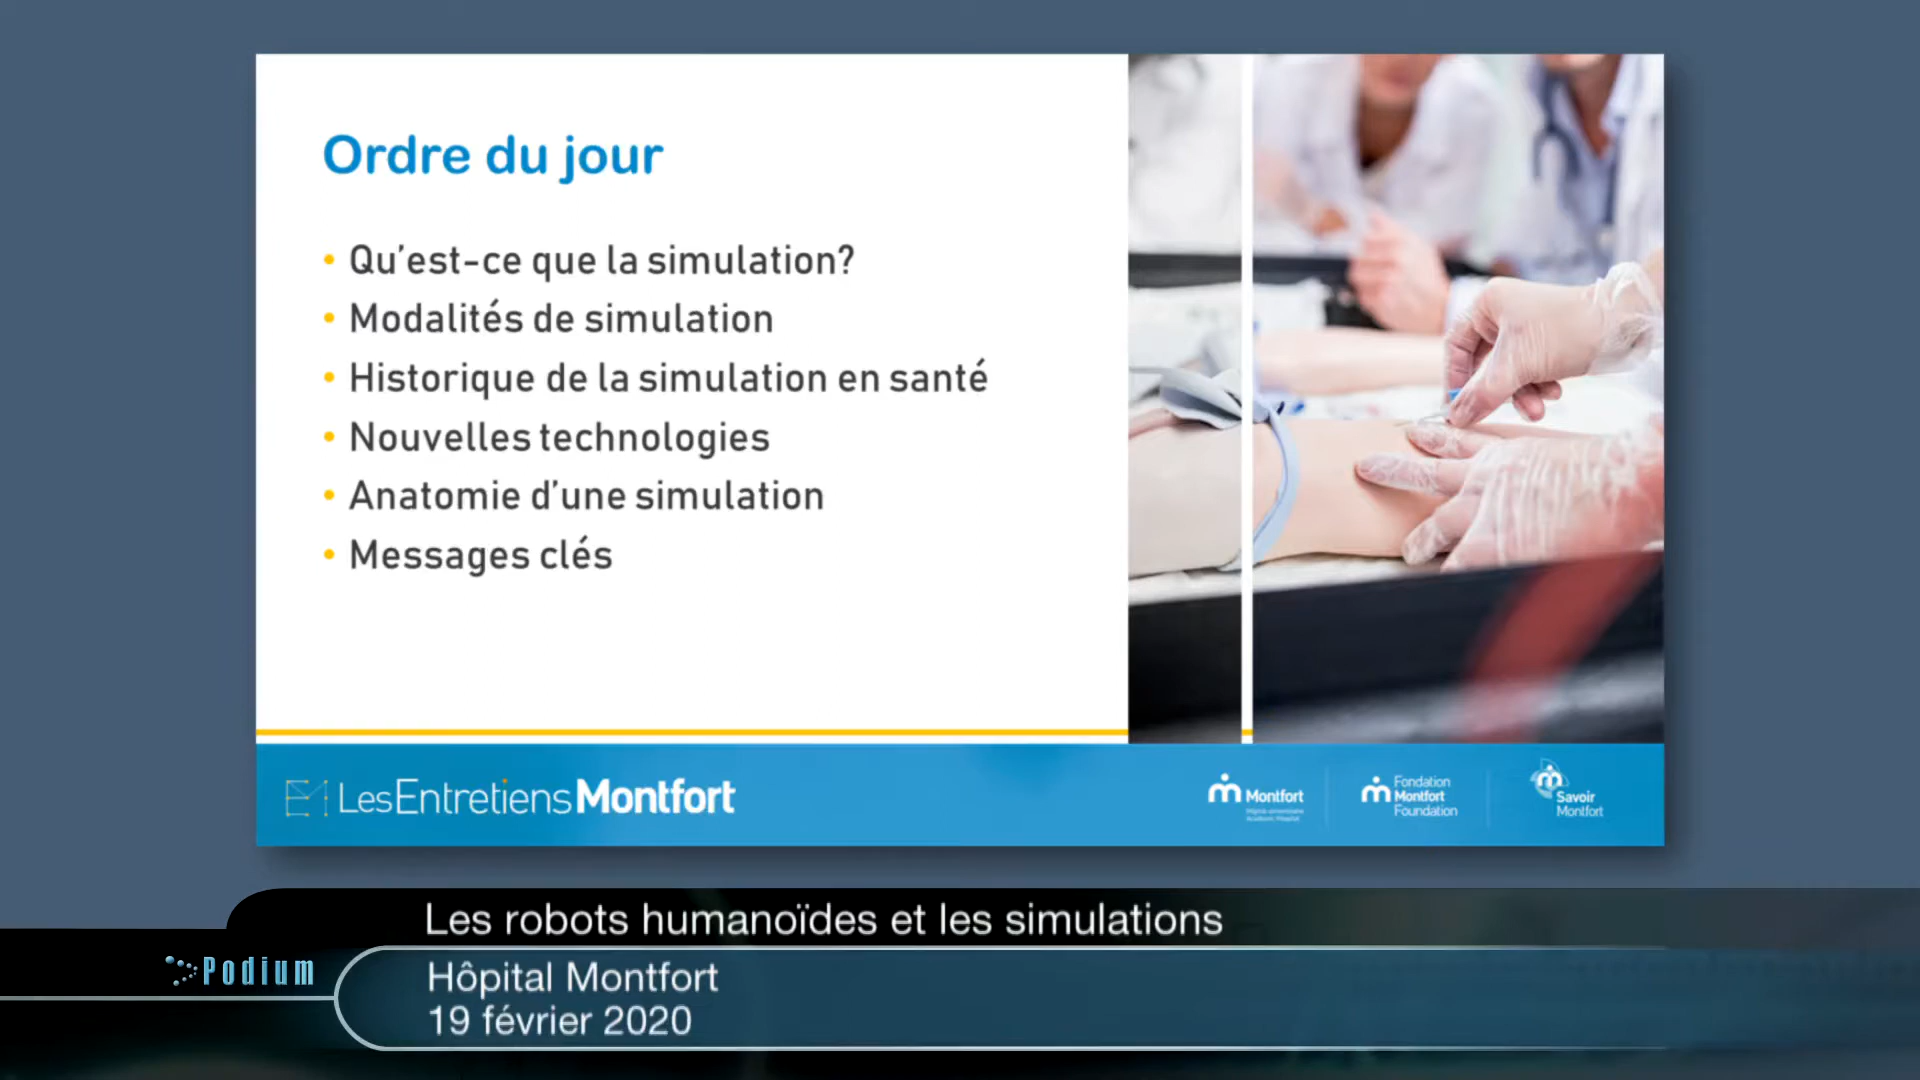 Ordre du jour
• Qu'est-ce que la simulation?
• Modalités de simulation
• Historique de la simulation en santé
• Nouvelles technologies
• Anatomie d'une simulation
• Messages clés
LesEntretiensMontfort
Montfort
Fondation
Montfort
Foundation
Savoir
Montfort
Les robots humanoïdes et les simulations
Podium
Hôpital Montfort
19 février 2020